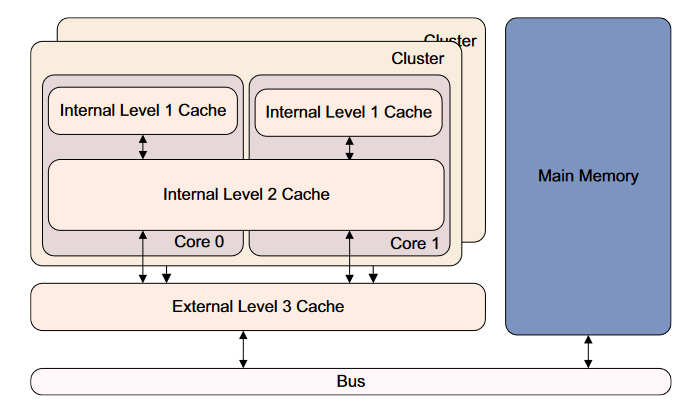 Cluster
Cluster
Internal Level 1 Cache
Internal Level 1 Cache
Main Memory
Internal Level 2 Cache
Core 0
Core 1
External Level 3 Cache
Bus